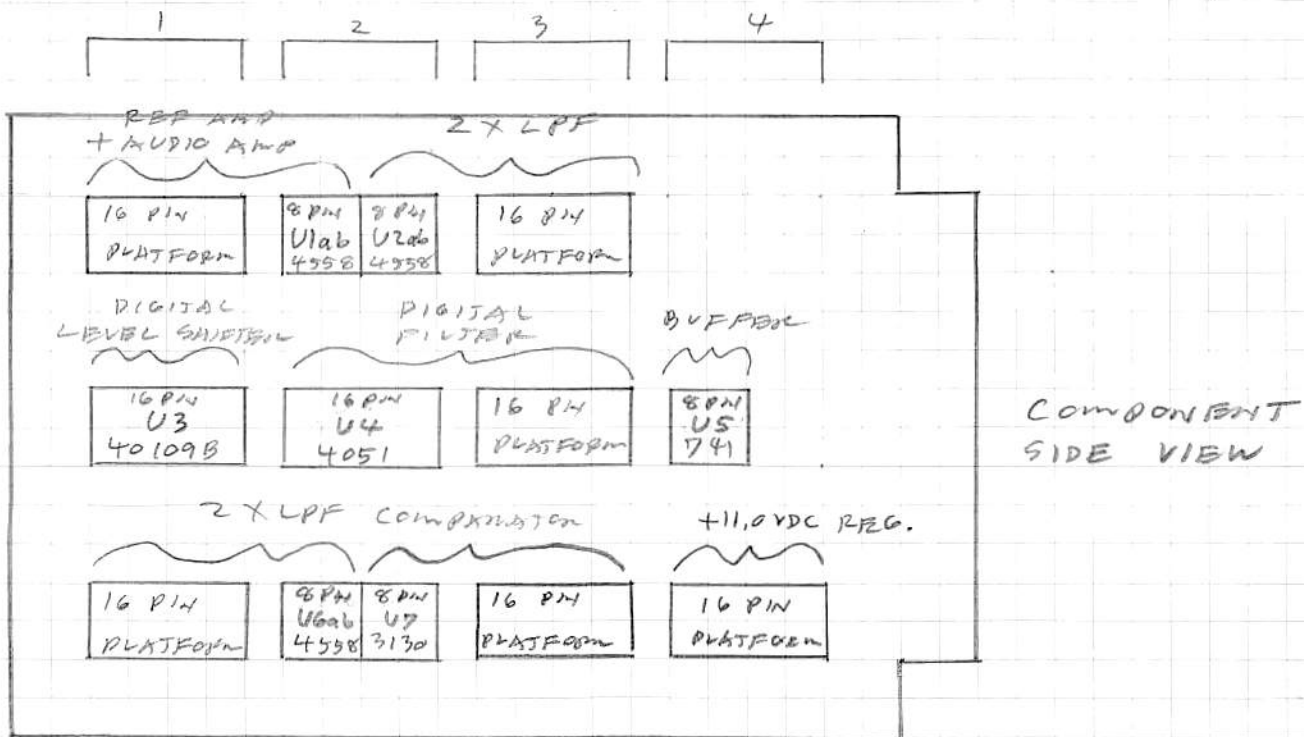 1 2 3 4
REF AMP
+ AUDIO AMP
2 X LPF
16 PIN
PLATFORM
8 PIN
U1ab
4558
8 PIN
U2ab
4558
16 PIN
PLATFORM
DIGITAL
LEVEL SHIFTER
DIGITAL
FILTER
BUFFER
16 PIN
U3
40109B
16 PIN
U4
4051
16 PIN
PLATFORM
8 PIN
U5
741
COMPONENT
SIDE VIEW
2 X LPF
COMPARATOR
+11.0 VDC REG.
16 PIN
PLATFORM
8 PIN
U6ab
4558
8 PIN
U7
3130
16 PIN
PLATFORM
16 PIN
PLATFORM